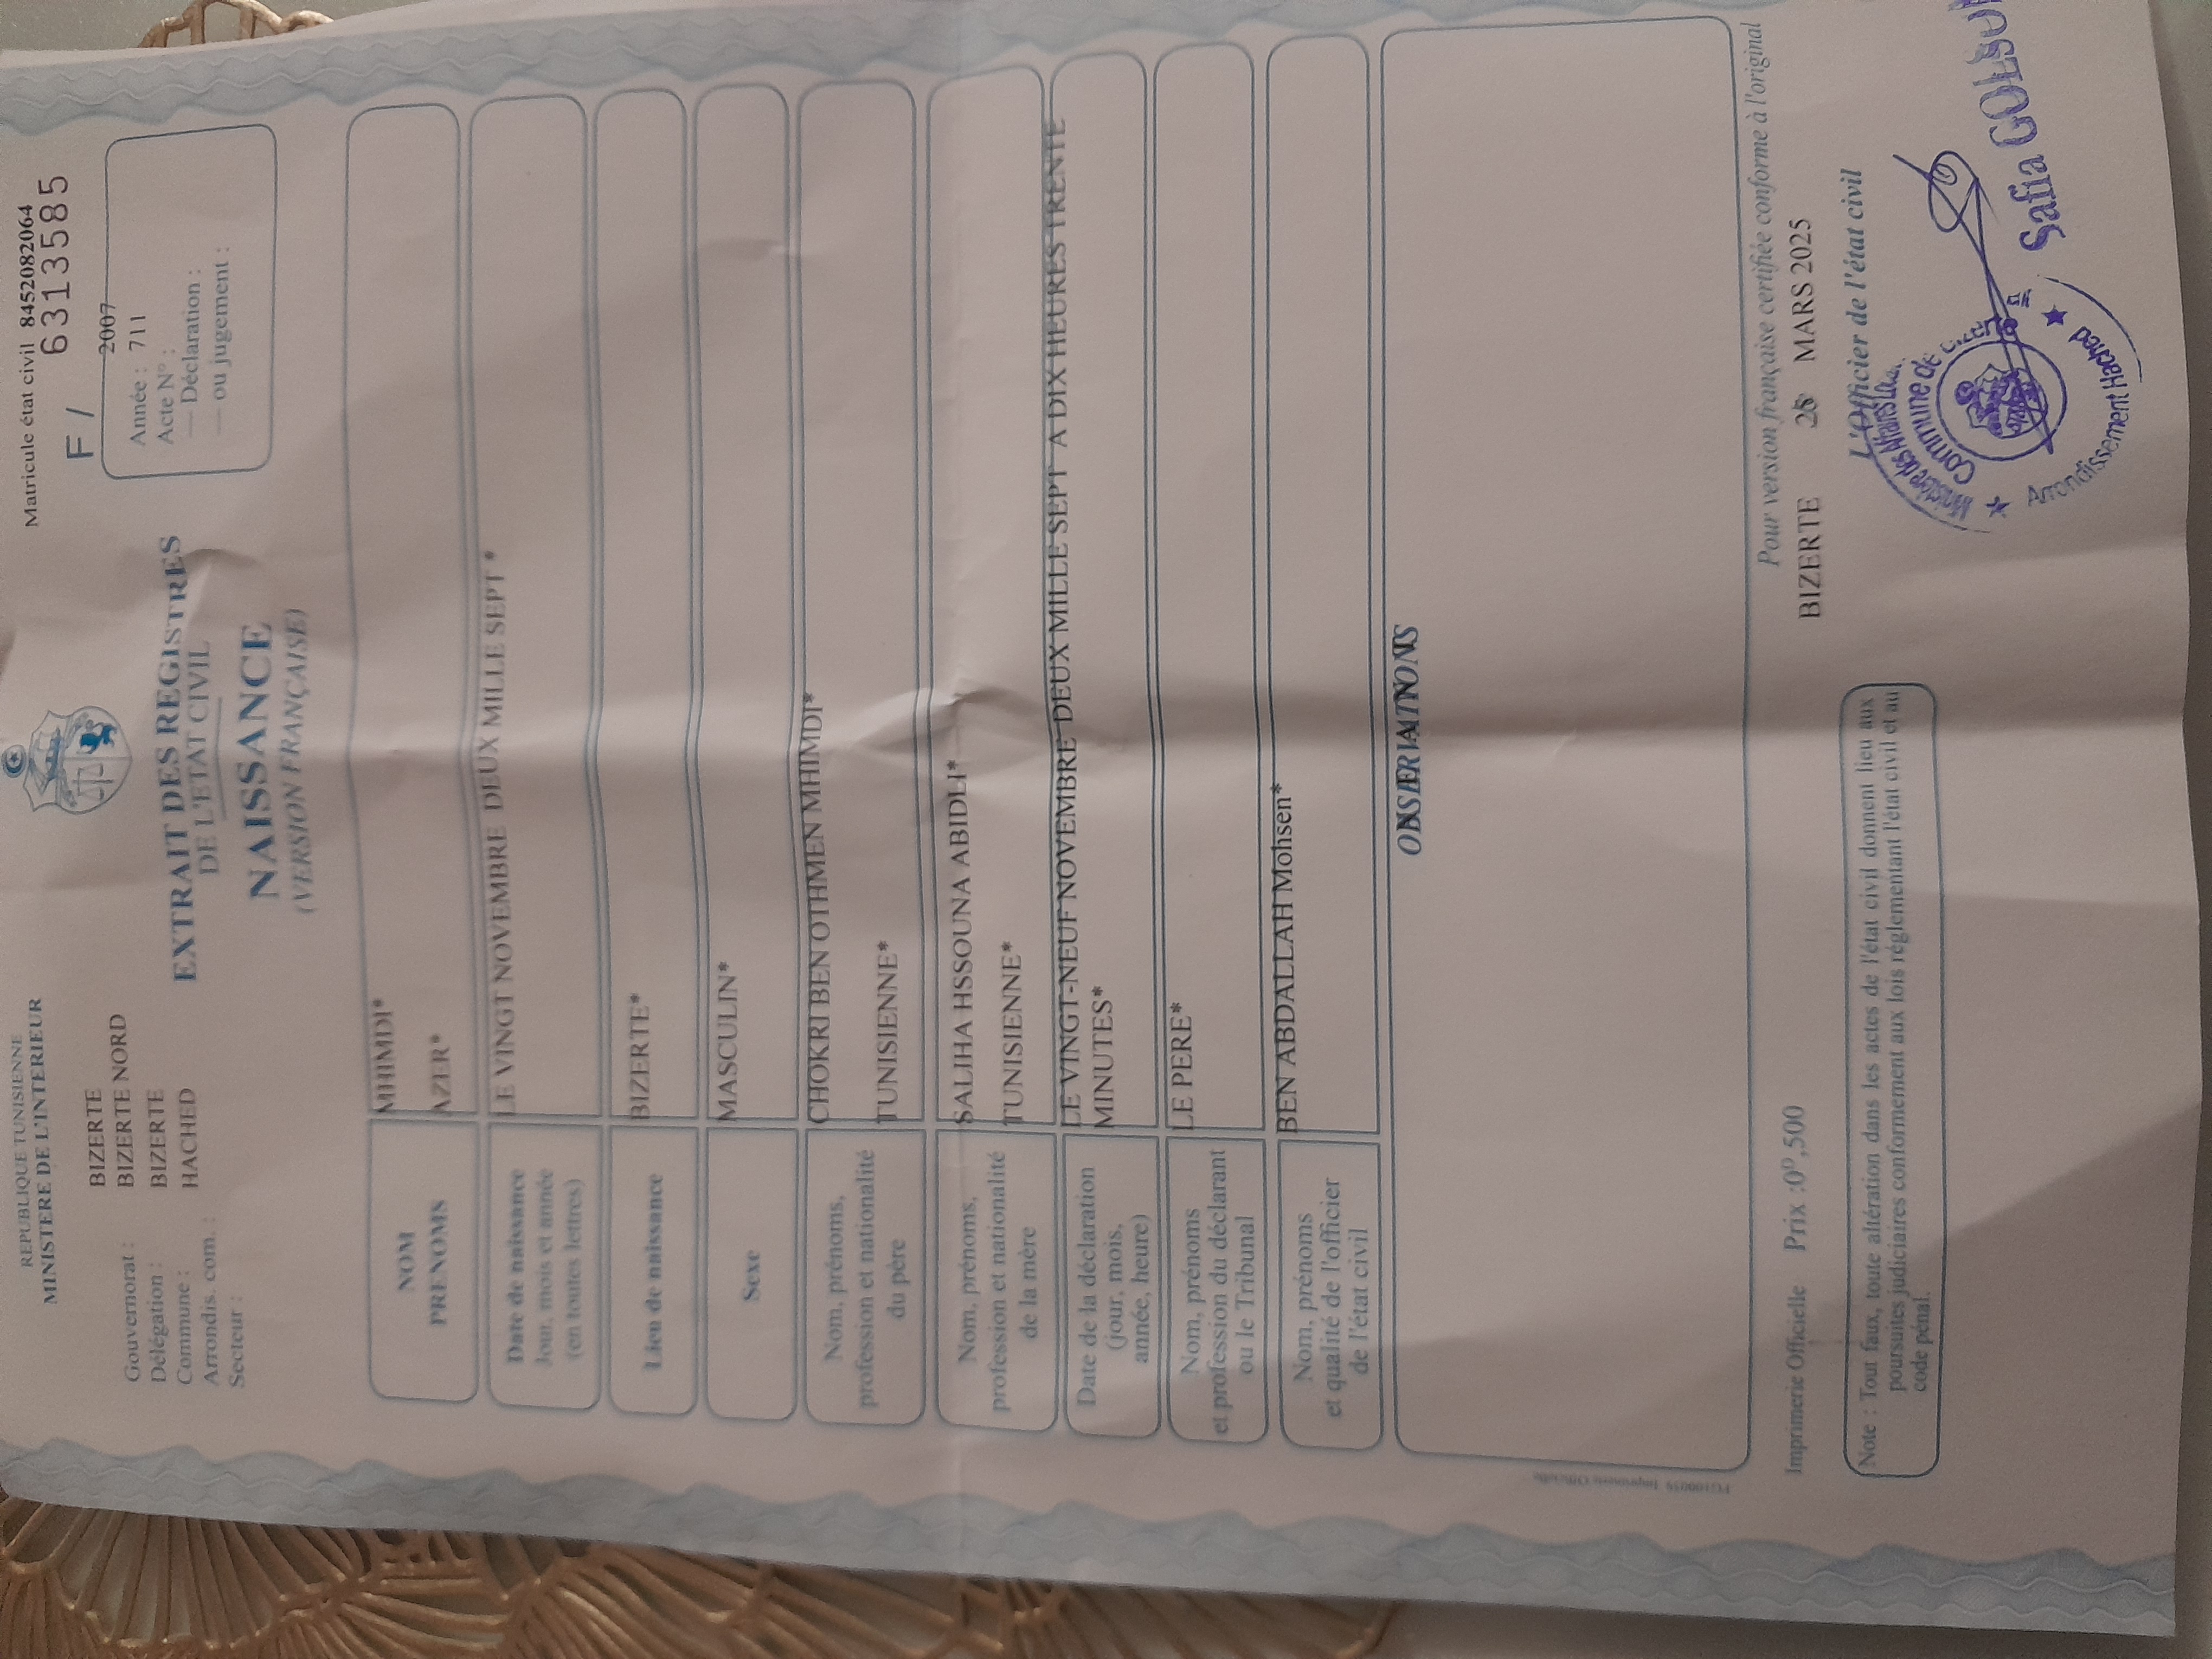 REPUBLIQUE TUNISIENNE
MINISTERE DE L'INTERIEUR
Gouvernorat : BIZERTE
Délégation : BIZERTE NORD
Commune : BIZERTE
Arrondis. com. : HACHED
Secteur :
Matricule état civil 8452082064
F / 6313585
Année : 2007
Acte N° : 711
— Déclaration :
— ou jugement :
EXTRAIT DES REGISTRES
DE L'ETAT CIVIL
NAISSANCE
(VERSION FRANÇAISE)
NOM MHIMDI*
PRENOMS AZER*
Date de naissance
Jour, mois et année
(en toutes lettres)
LE VINGT NOVEMBRE DEUX MILLE SEPT *
Lieu de naissance BIZERTE*
Sexe MASCULIN*
Nom, prénoms,
profession et nationalité
du père
CHOKRI BEN OTHMEN MHIMDI*
TUNISIENNE*
Nom, prénoms,
profession et nationalité
de la mère
SALIHA HSSOUNA ABIDLI*
TUNISIENNE*
Date de la déclaration
(jour, mois,
année, heure)
LE VINGT-NEUF NOVEMBRE DEUX MILLE SEPT A DIX HEURES TRENTE
MINUTES*
Nom, prénoms
et profession du déclarant
ou le Tribunal
LE PERE*
Nom, prénoms
et qualité de l'officier
de l'état civil
BEN ABDALLAH Mohsen*
OBSERVATIONS
Pour version française certifiée conforme à l'original
BIZERTE MARS 2025
L'Officier de l'état civil
Commune de
Arrondissement Hached
Safia
Imprimerie Officielle Prix :0ᴰ,500
Note : Tout faux, toute altération dans les actes de l'état civil donnent lieu aux
poursuites judiciaires conformement aux lois réglementant l'état civil et au
code pénal.